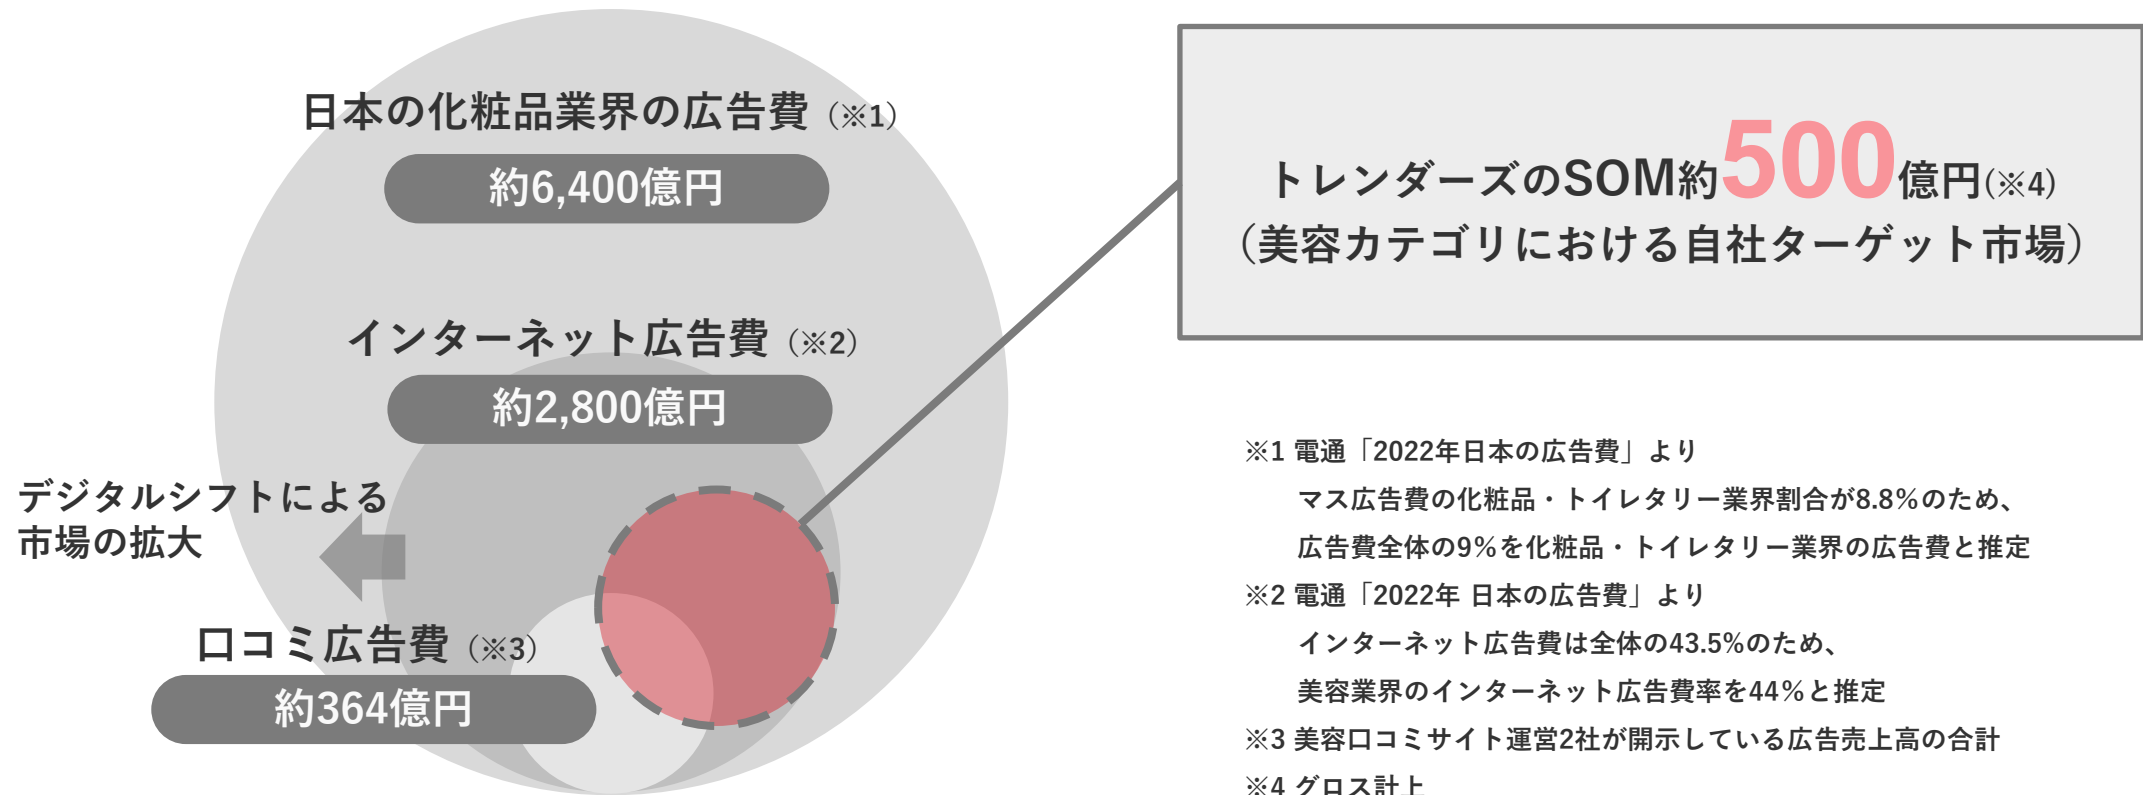 日本の化粧品業界の広告費（※1）
約6,400億円
インターネット広告費（※2）
約2,800億円
デジタルシフトによる
市場の拡大
口コミ広告費（※3）
約364億円
トレンダーズのSOM約500億円(※4)
（美容カテゴリにおける自社ターゲット市場）
※1 電通「2022年日本の広告費」より
マス広告費の化粧品・トイレタリー業界割合が8.8%のため、
広告費全体の9%を化粧品・トイレタリー業界の広告費と推定
※2 電通「2022年 日本の広告費」より
インターネット広告費は全体の43.5%のため、
美容業界のインターネット広告費率を44%と推定
※3 美容口コミサイト運営2社が開示している広告売上高の合計
※4 グロス計上